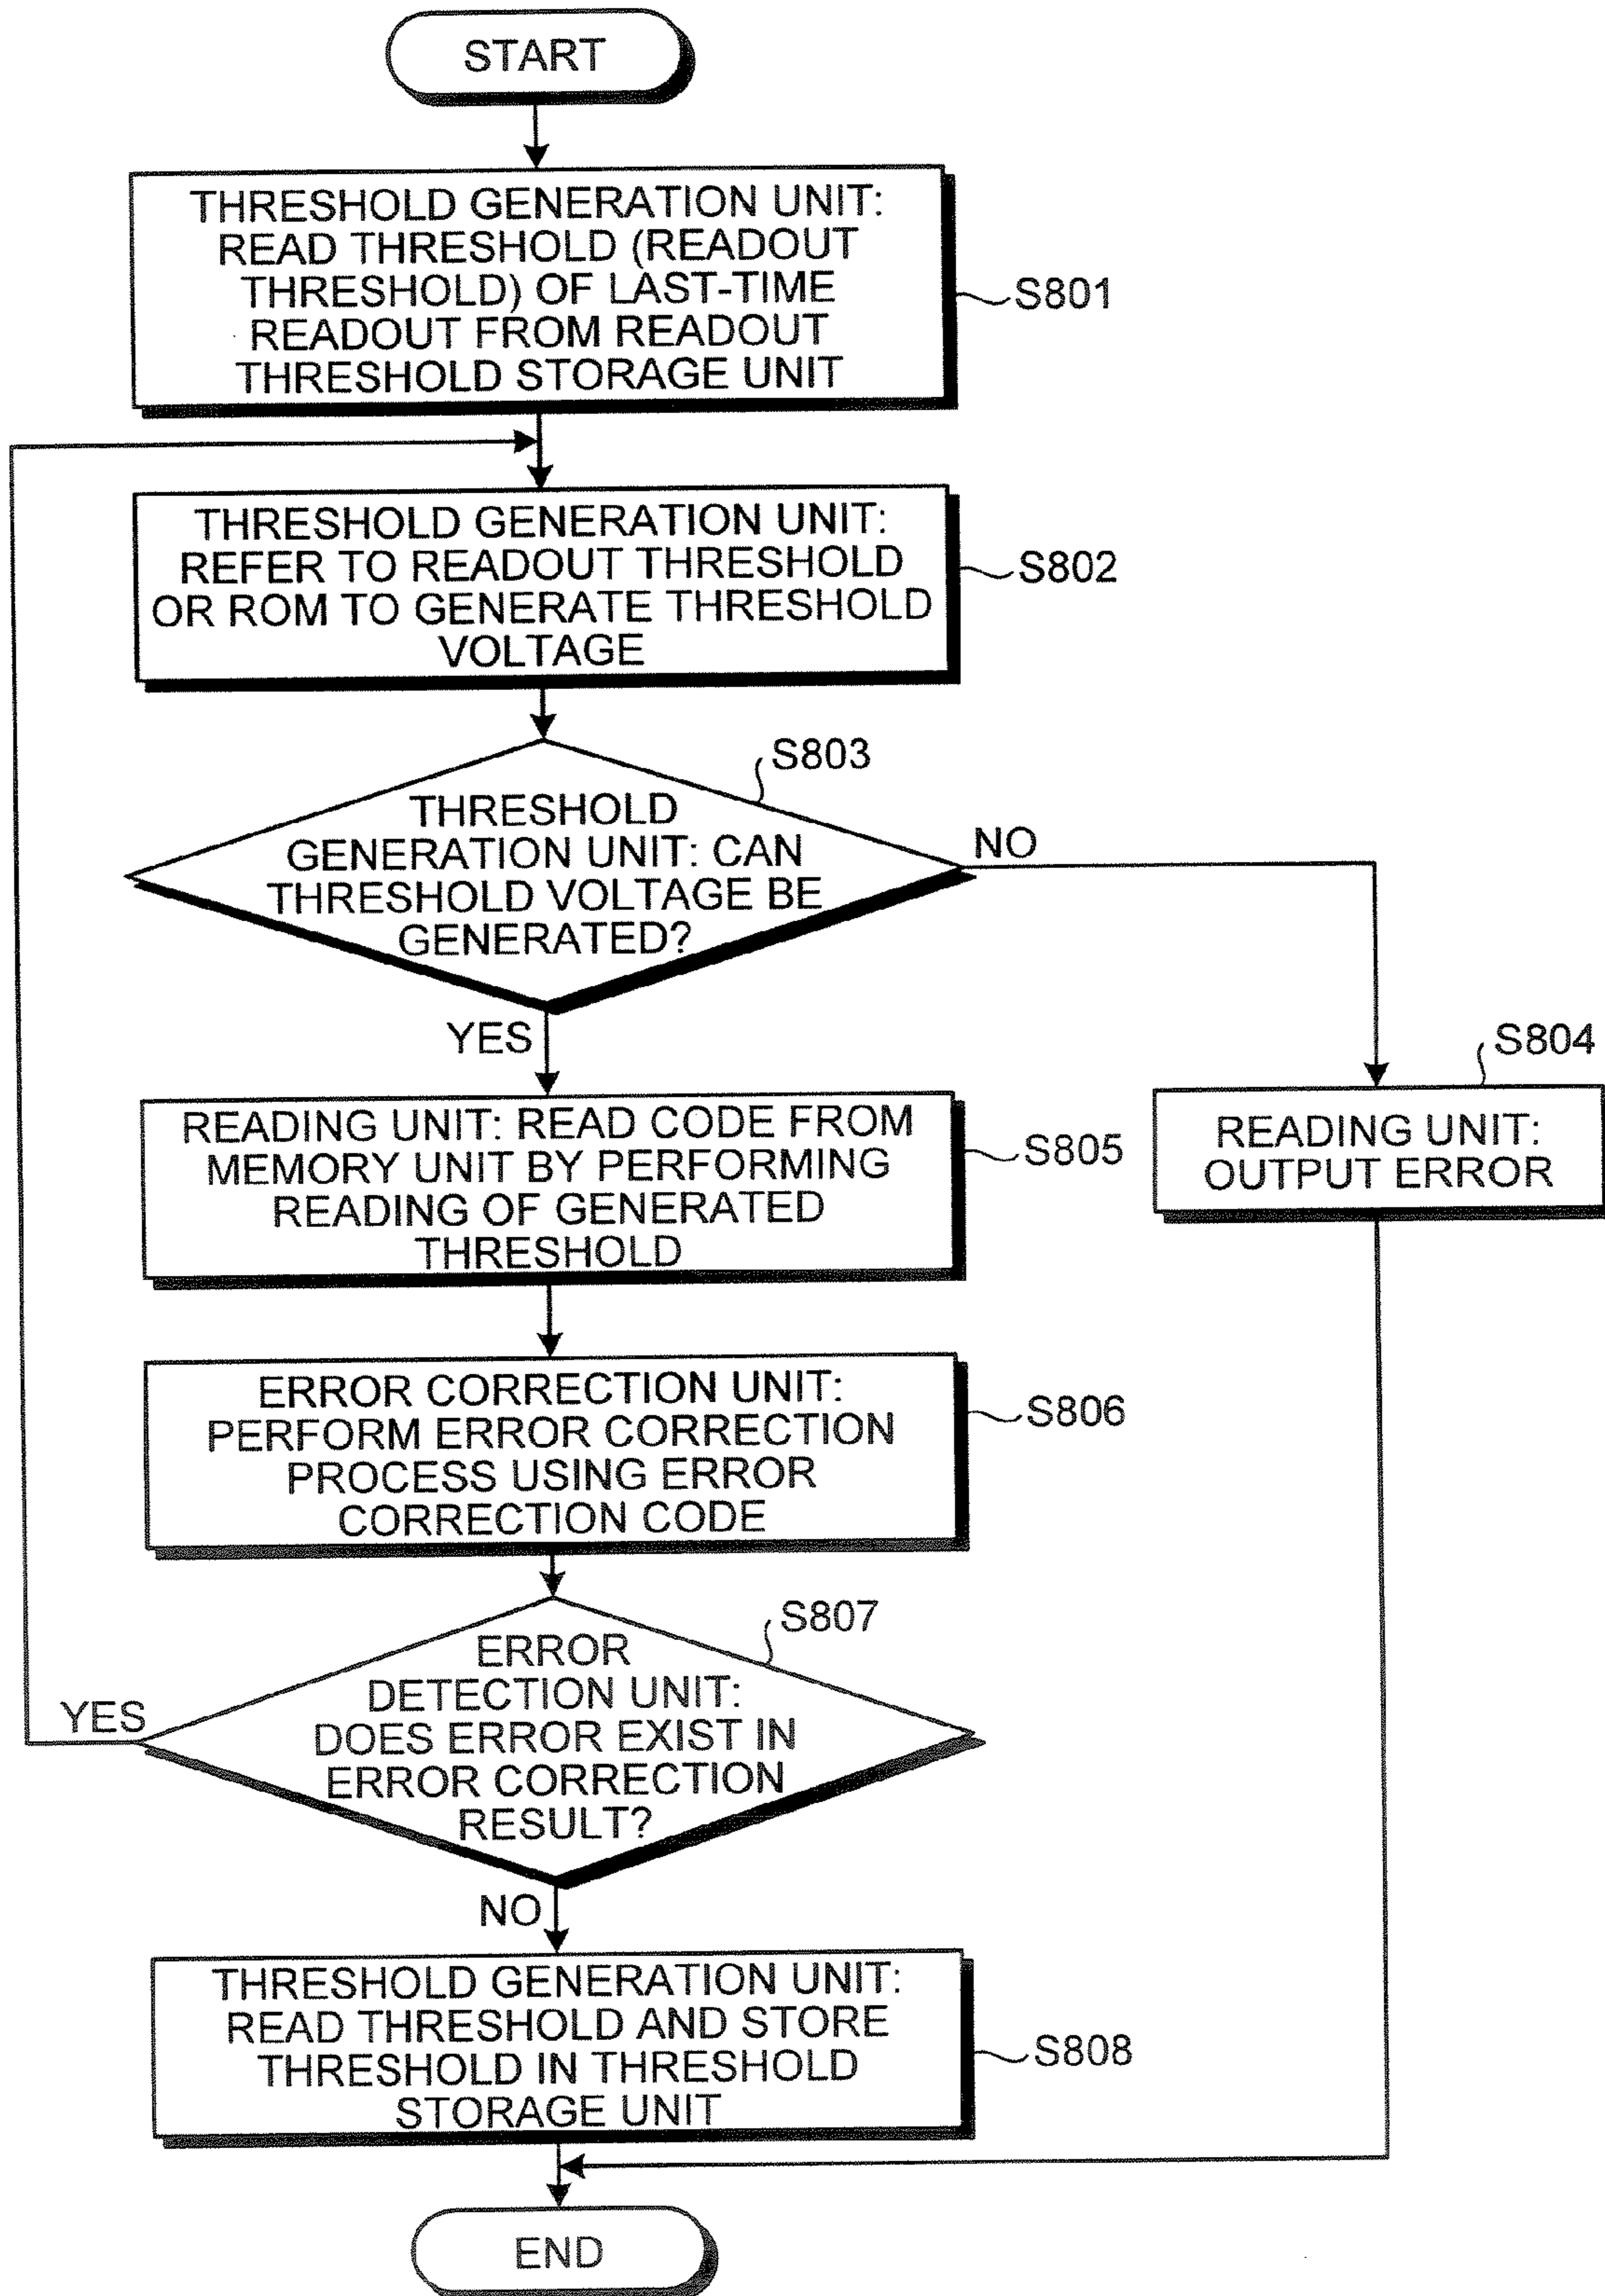 START
THRESHOLD GENERATION UNIT:
READ THRESHOLD (READOUT
THRESHOLD) OF LAST-TIME
READOUT FROM READOUT
THRESHOLD STORAGE UNIT
S801
THRESHOLD GENERATION UNIT:
REFER TO READOUT THRESHOLD
OR ROM TO GENERATE THRESHOLD
VOLTAGE
S802
S803
THRESHOLD
GENERATION UNIT: CAN
THRESHOLD VOLTAGE BE
GENERATED?
NO
YES
S804
READING UNIT:
OUTPUT ERROR
READING UNIT: READ CODE FROM
MEMORY UNIT BY PERFORMING
READING OF GENERATED
THRESHOLD
S805
ERROR CORRECTION UNIT:
PERFORM ERROR CORRECTION
PROCESS USING ERROR
CORRECTION CODE
S806
S807
ERROR
DETECTION UNIT:
DOES ERROR EXIST IN
ERROR CORRECTION
RESULT?
YES
NO
THRESHOLD GENERATION UNIT:
READ THRESHOLD AND STORE
THRESHOLD IN THRESHOLD
STORAGE UNIT
S808
END